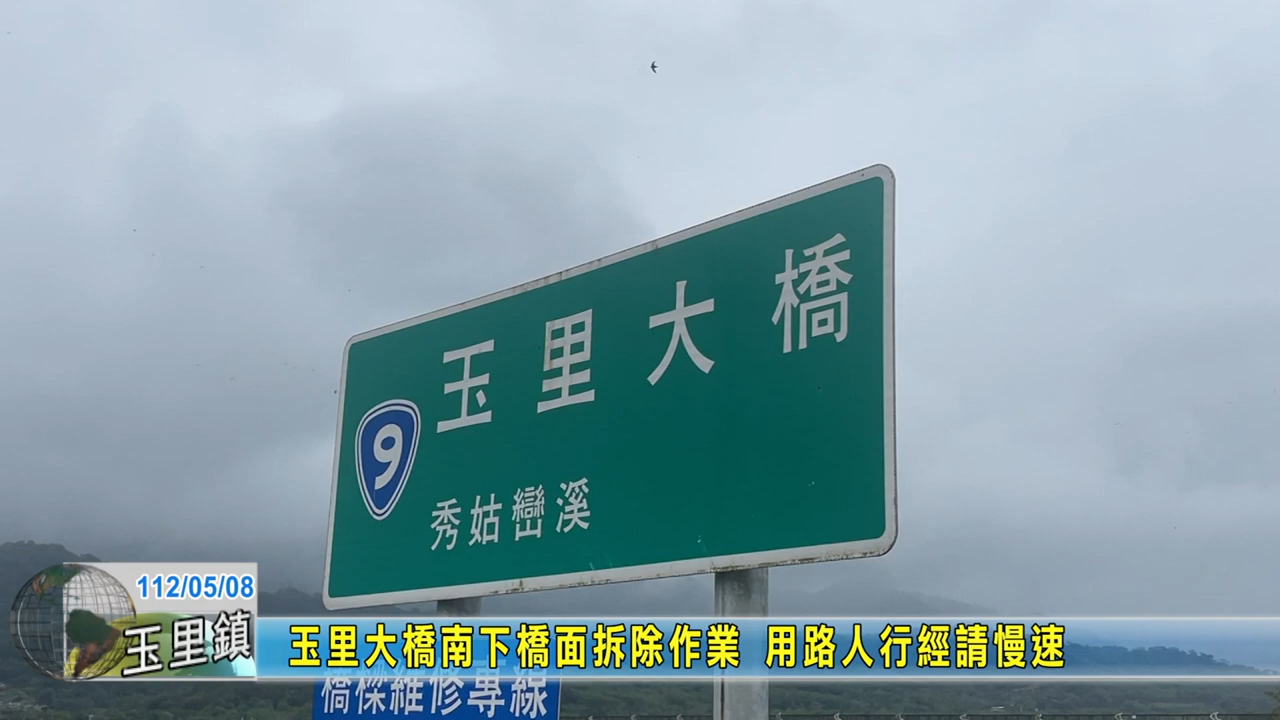 玉里大橋
9
秀姑巒溪
112/05/08
玉里鎮
玉里大橋南下橋面拆除作業 用路人行經請慢速
橋樑維修專線